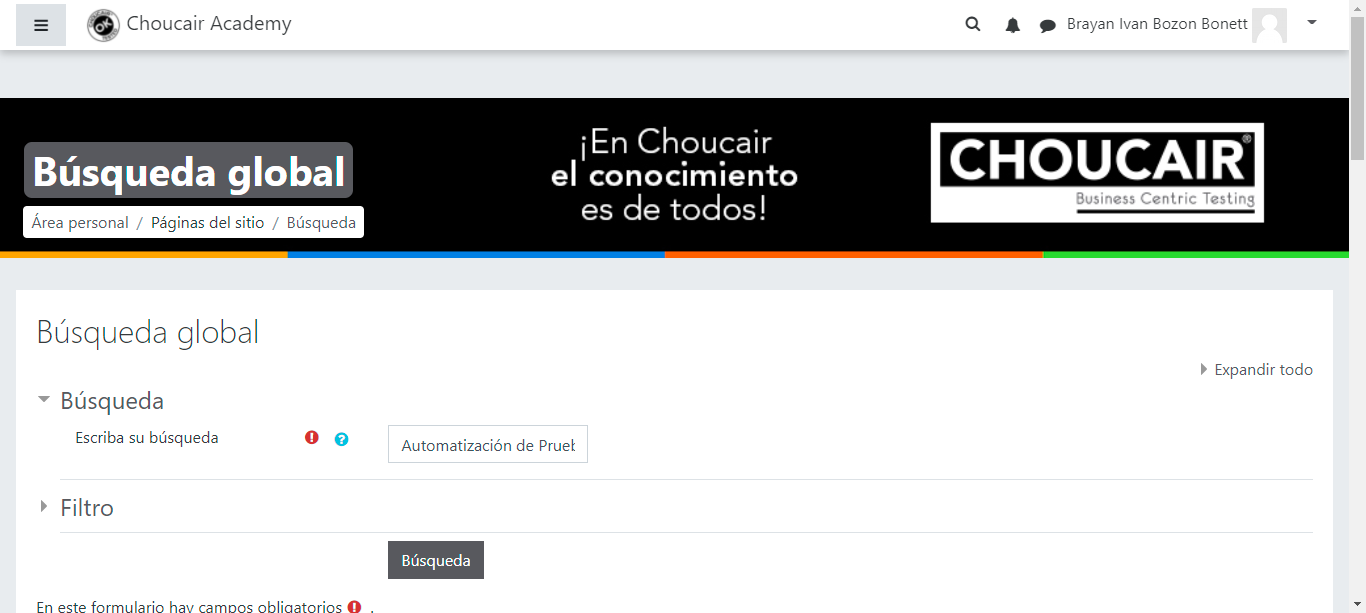 Choucair Academy
Brayan Ivan Bozon Bonett
¡En Choucair
el conocimiento
es de todos!
CHOUCAIR®
Business Centric Testing
Búsqueda global
Área personal / Páginas del sitio / Búsqueda
Búsqueda global
Expandir todo
Búsqueda
Escriba su búsqueda
Automatización de Prueb
Filtro
Búsqueda
En este formulario hay campos obligatorios .